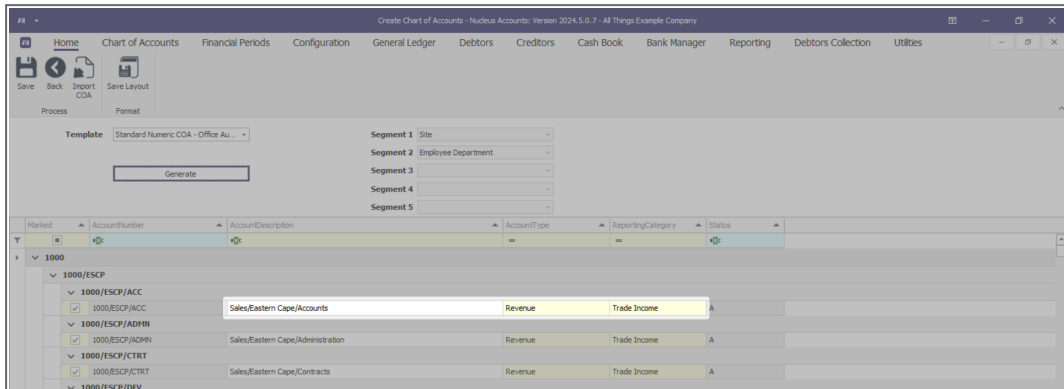 Create Chart of Accounts - Nucleus Accounts: Version 2024.5.0.7 - All Things Example Company
Home Chart of Accounts Financial Periods Configuration General Ledger Debtors Creditors Cash Book Bank Manager Reporting Debtors Collection Utilities
Save Back Import COA Save Layout
Process Format
Template Standard Numeric COA - Office Au... Segment 1 Site
Segment 2 Employee Department
Generate Segment 3
Segment 4
Segment 5
Marked AccountNumber AccountDescription AccountType ReportingCategory Status
= =
1000
1000/ESCP
1000/ESCP/ACC
1000/ESCP/ACC Sales/Eastern Cape/Accounts Revenue Trade Income A
1000/ESCP/ADMN
1000/ESCP/ADMN Sales/Eastern Cape/Administration Revenue Trade Income A
1000/ESCP/CTRT
1000/ESCP/CTRT Sales/Eastern Cape/Contracts Revenue Trade Income A
1000/ESCP/DEV